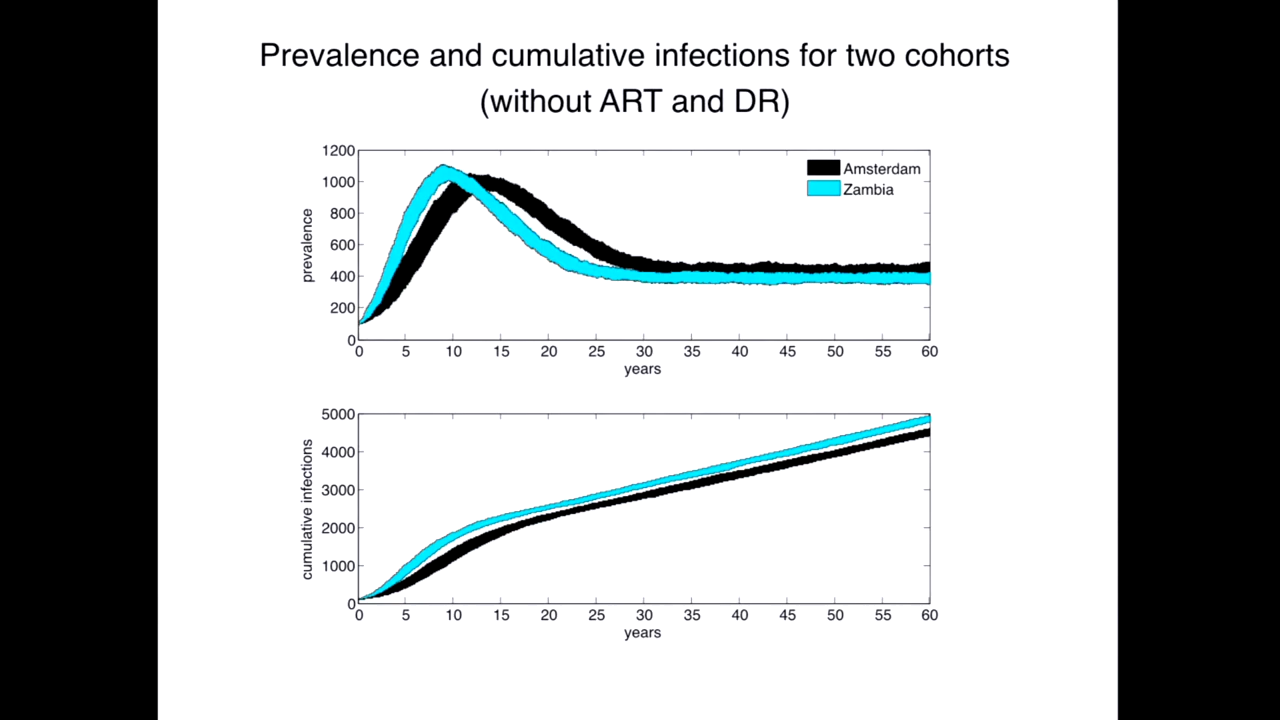 Prevalence and cumulative infections for two cohorts
(without ART and DR)
1200
1000
800
600
400
200
0
prevalence
Amsterdam
Zambia
0 5 10 15 20 25 30 35 40 45 50 55 60
years
5000
4000
3000
2000
1000
0
cumulative infections
0 5 10 15 20 25 30 35 40 45 50 55 60
years